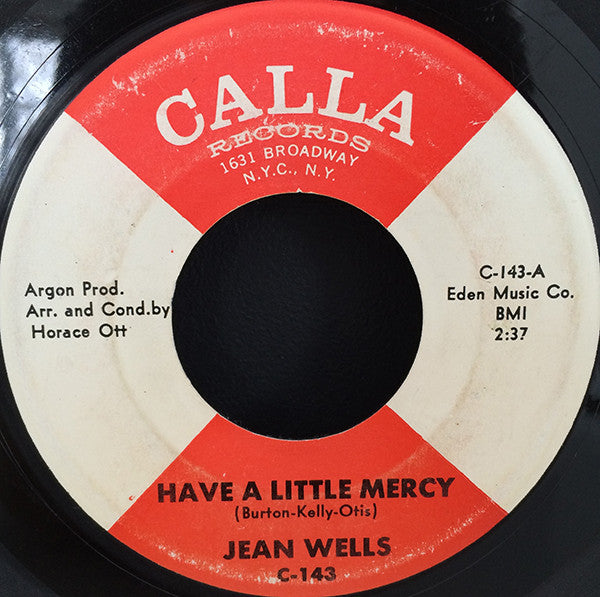 CALLA
RECORDS
1631 BROADWAY
N.Y.C., N.Y.
Argon Prod.
Arr. and Cond.by
Horace Ott
C-143-A
Eden Music Co.
BMI
2:37
HAVE A LITTLE MERCY
(Burton-Kelly-Otis)
JEAN WELLS
C-143